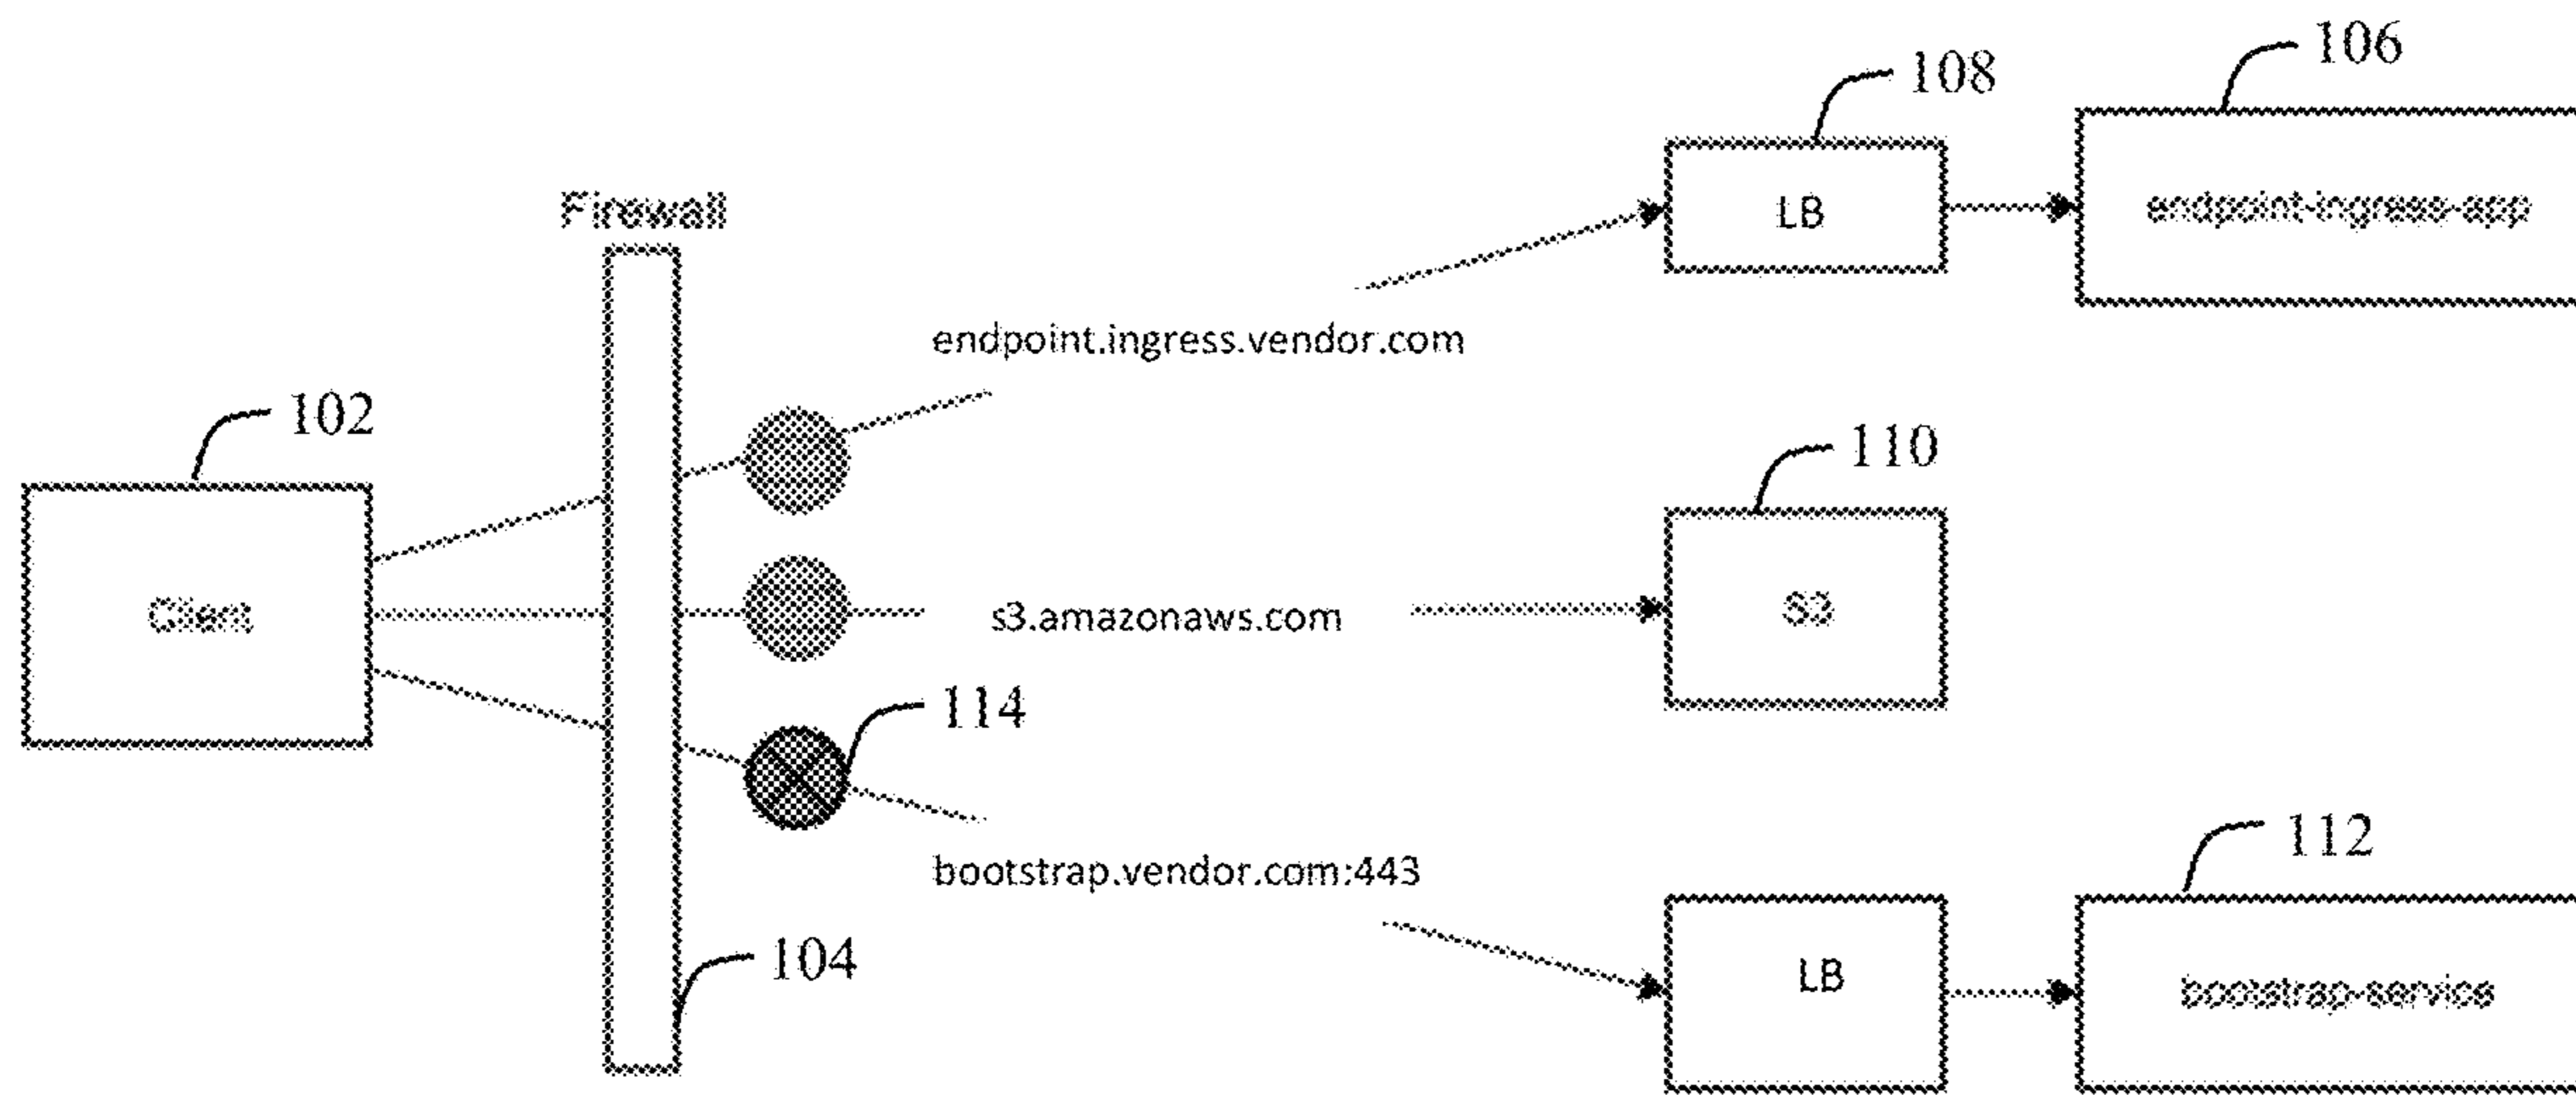 106
108
Firewall
LB
endpoint-ingress-app
endpoint.ingress.vendor.com
102
110
Client
s3.amazonaws.com
S3
114
112
bootstrap.vendor.com:443
104
LB
bootstrap-service